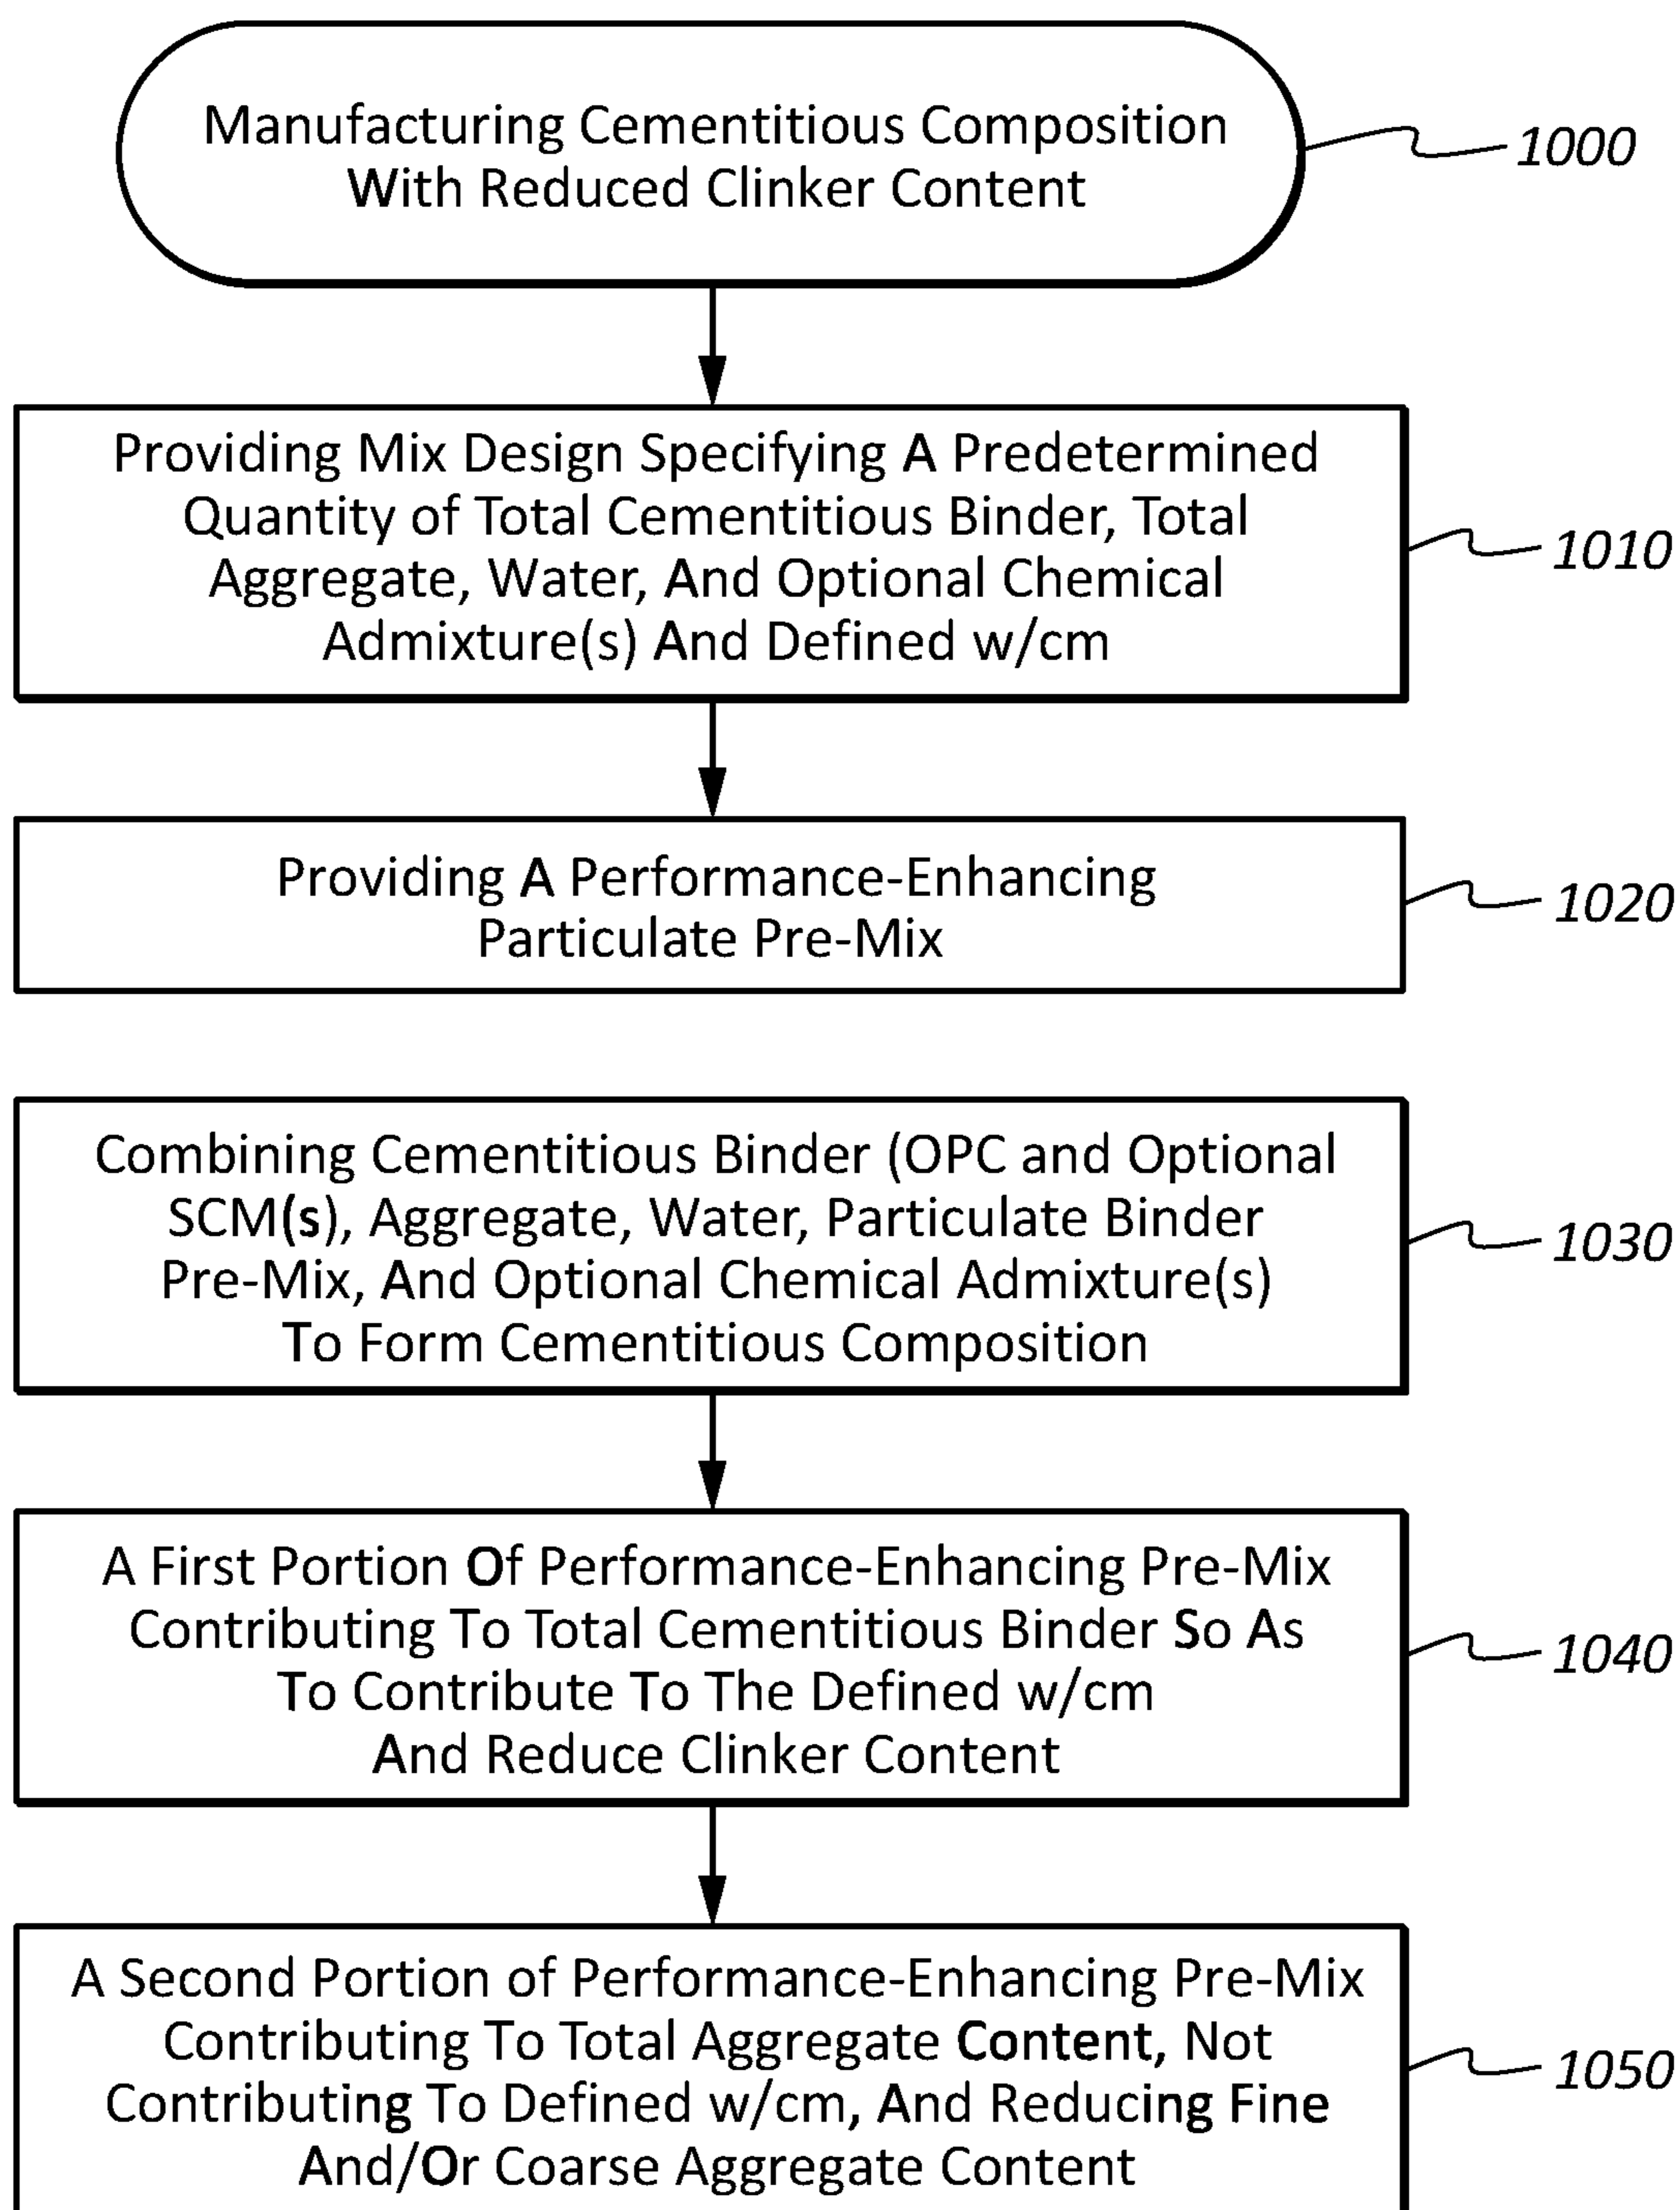 Manufacturing Cementitious Composition
With Reduced Clinker Content
1000
Providing Mix Design Specifying A Predetermined
Quantity of Total Cementitious Binder, Total
Aggregate, Water, And Optional Chemical
Admixture(s) And Defined w/cm
1010
Providing A Performance-Enhancing
Particulate Pre-Mix
1020
Combining Cementitious Binder (OPC and Optional
SCM(s), Aggregate, Water, Particulate Binder
Pre-Mix, And Optional Chemical Admixture(s)
To Form Cementitious Composition
1030
A First Portion Of Performance-Enhancing Pre-Mix
Contributing To Total Cementitious Binder So As
To Contribute To The Defined w/cm
And Reduce Clinker Content
1040
A Second Portion of Performance-Enhancing Pre-Mix
Contributing To Total Aggregate Content, Not
Contributing To Defined w/cm, And Reducing Fine
And/Or Coarse Aggregate Content
1050